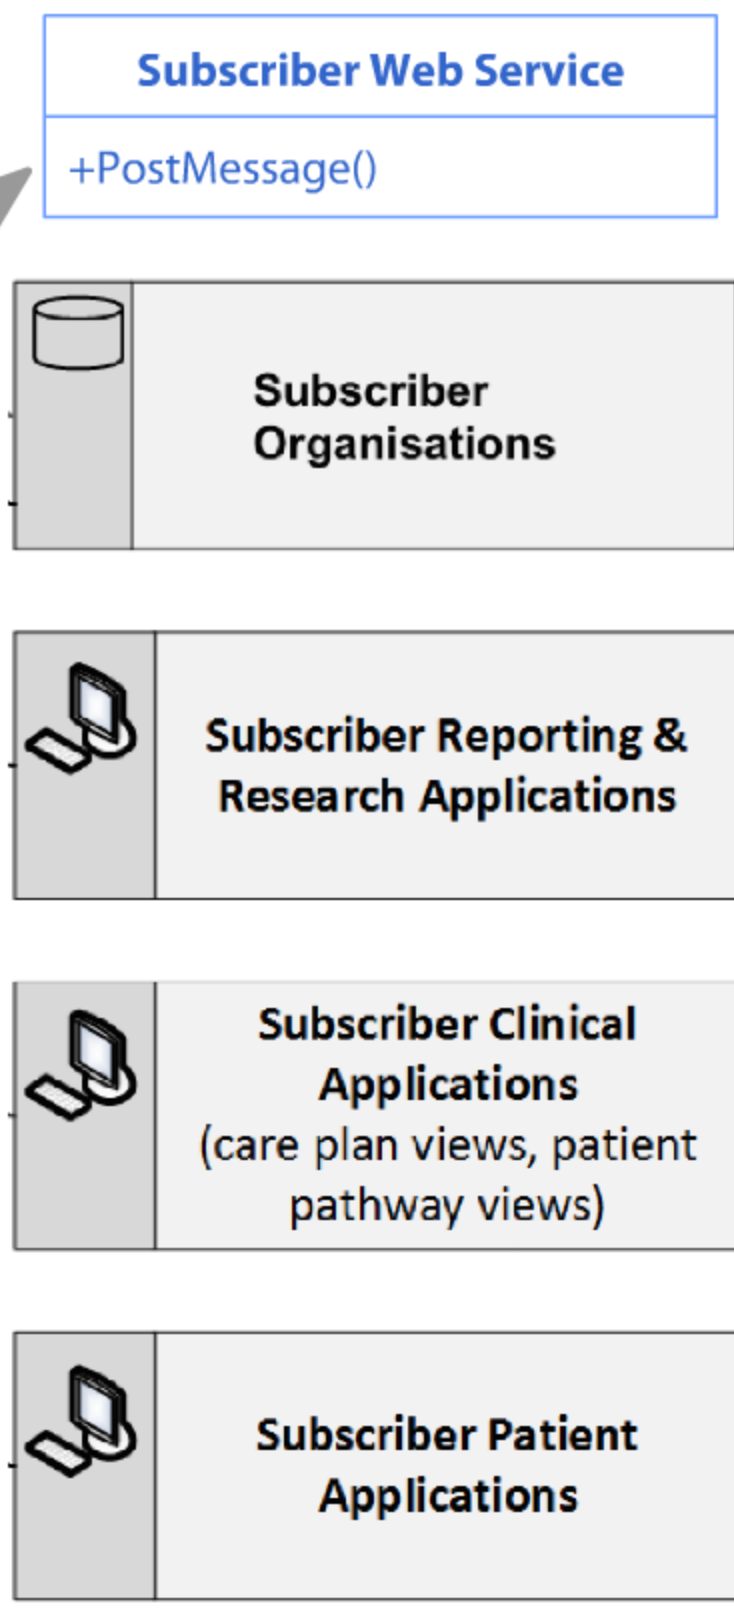 Subscriber Web Service
+PostMessage()
Subscriber
Organisations
Subscriber Reporting &
Research Applications
Subscriber Clinical
Applications
(care plan views, patient
pathway views)
Subscriber Patient
Applications